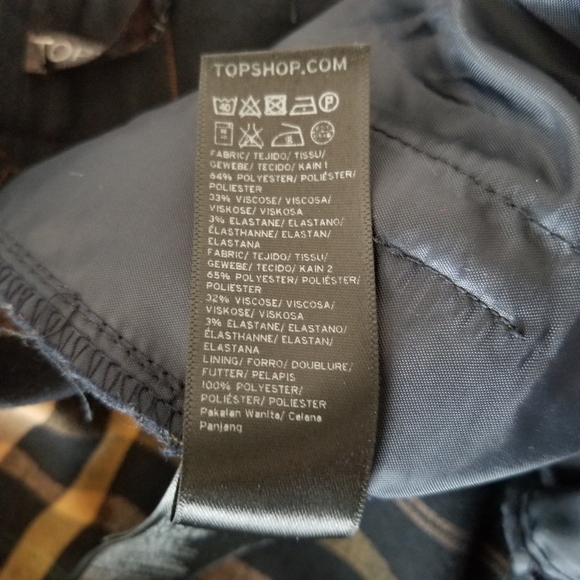 TOPSHOP.COM
40
P
FABRIC/ TEJIDO/ TISSU/
GEWEBE/ TECIDO/ KAIN 1
64% POLYESTER/ POLIÉSTER/
POLIESTER
33% VISCOSE/ VISCOSA/
VISKOSE/ VISKOSA
3% ELASTANE/ ELASTANO/
ÉLASTHANNE/ ELASTAN/
ELASTANA
FABRIC/ TEJIDO/ TISSU/
GEWEBE/ TECIDO/ KAIN 2
65% POLYESTER/ POLIÉSTER/
POLIESTER
32% VISCOSE/ VISCOSA/
VISKOSE/ VISKOSA
3% ELASTANE/ ELASTANO/
ÉLASTHANNE/ ELASTAN/
ELASTANA
LINING/ FORRO/ DOUBLURE/
FUTTER/ PELAPIS
100% POLYESTER/
POLIÉSTER/ POLIESTER
Pakaian Wanita/ Celana
Panjang